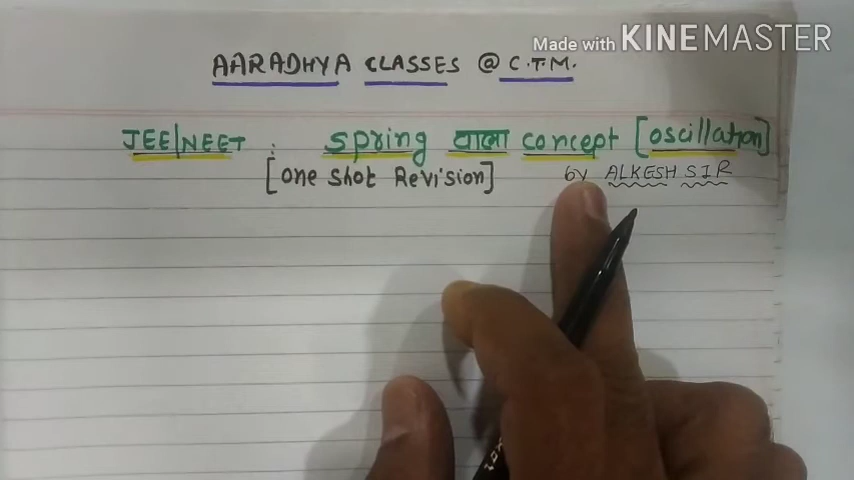 Made with KINEMASTER
AARADHYA CLASSES @ C.T.M.
JEE|NEET : spring वाला concept [oscillation]
[one shot Revision] by ALKESH SIR